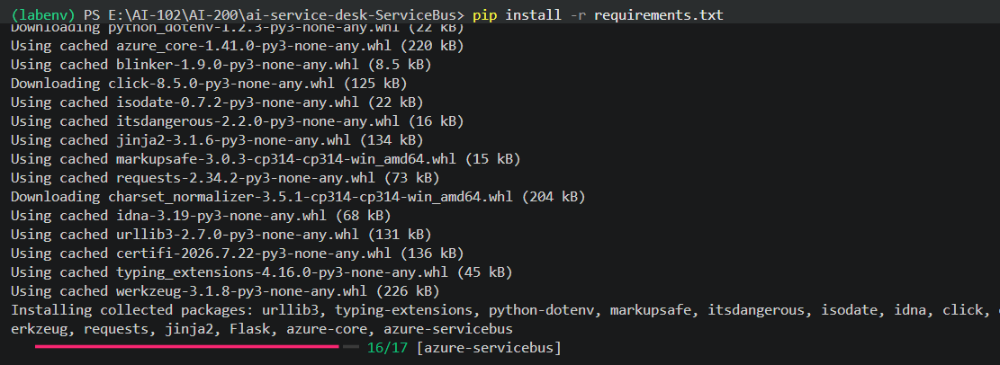 (labenv) PS E:\AI-102\AI-200\ai-service-desk-ServiceBus> pip install -r requirements.txt
Downloading python_dotenv-1.2.3-py3-none-any.whl (22 kB)
Using cached azure_core-1.41.0-py3-none-any.whl (220 kB)
Using cached blinker-1.9.0-py3-none-any.whl (8.5 kB)
Downloading click-8.5.0-py3-none-any.whl (125 kB)
Using cached isodate-0.7.2-py3-none-any.whl (22 kB)
Using cached itsdangerous-2.2.0-py3-none-any.whl (16 kB)
Using cached jinja2-3.1.6-py3-none-any.whl (134 kB)
Using cached markupsafe-3.0.3-cp314-cp314-win_amd64.whl (15 kB)
Using cached requests-2.34.2-py3-none-any.whl (73 kB)
Downloading charset_normalizer-3.5.1-cp314-cp314-win_amd64.whl (204 kB)
Using cached idna-3.19-py3-none-any.whl (68 kB)
Using cached urllib3-2.7.0-py3-none-any.whl (131 kB)
Using cached certifi-2026.7.22-py3-none-any.whl (136 kB)
Using cached typing_extensions-4.16.0-py3-none-any.whl (45 kB)
Using cached werkzeug-3.1.8-py3-none-any.whl (226 kB)
Installing collected packages: urllib3, typing-extensions, python-dotenv, markupsafe, itsdangerous, isodate, idna, click,
erkzeug, requests, jinja2, Flask, azure-core, azure-servicebus
16/17 [azure-servicebus]